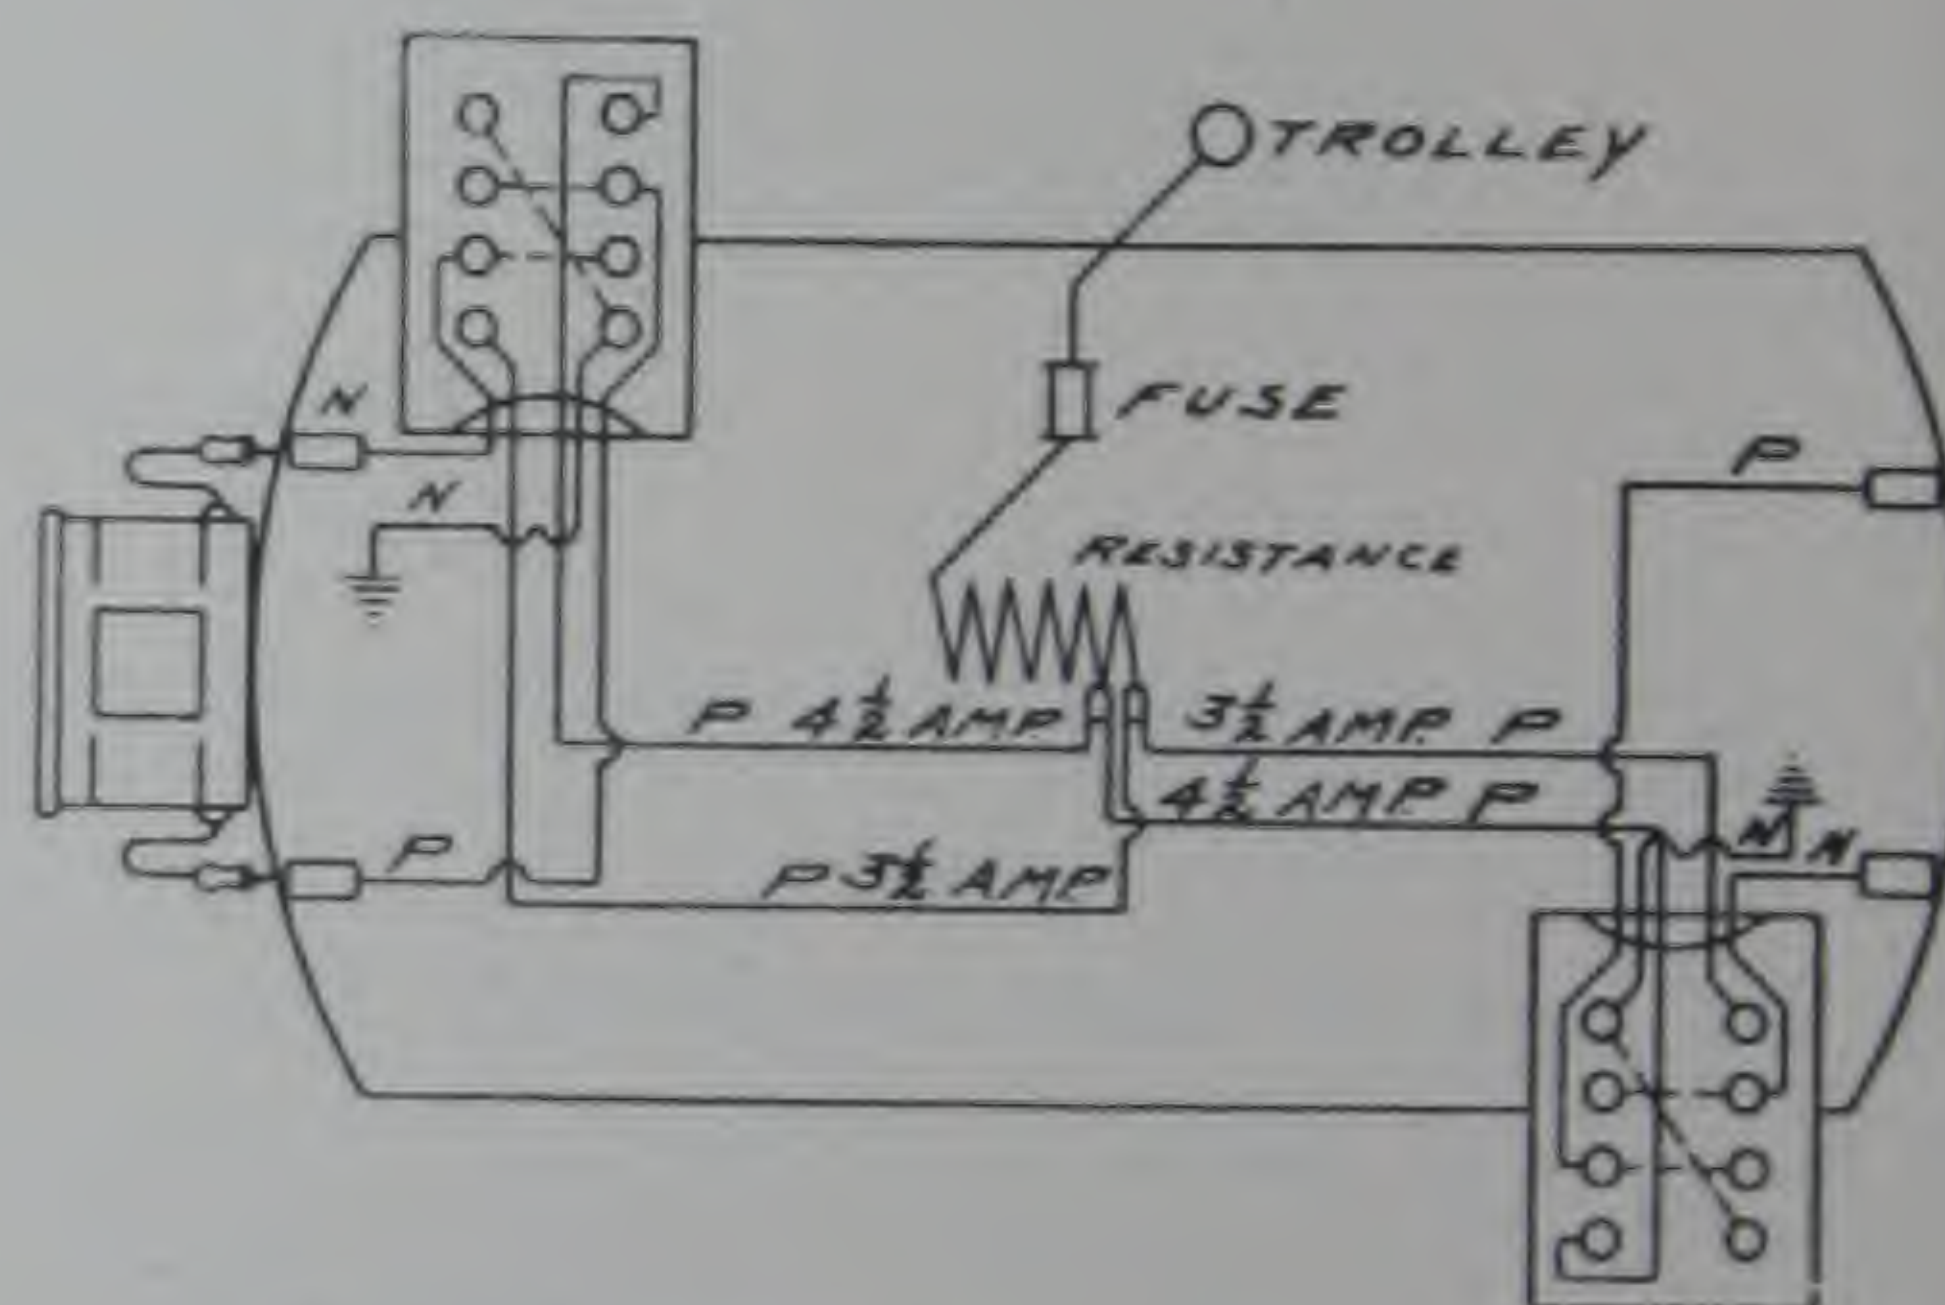 TROLLEY
N
FUSE
P
N
RESISTANCE
P 4½ AMP.
3½ AMP. P
4½ AMP. P
N
N
P
P 3½ AMP.